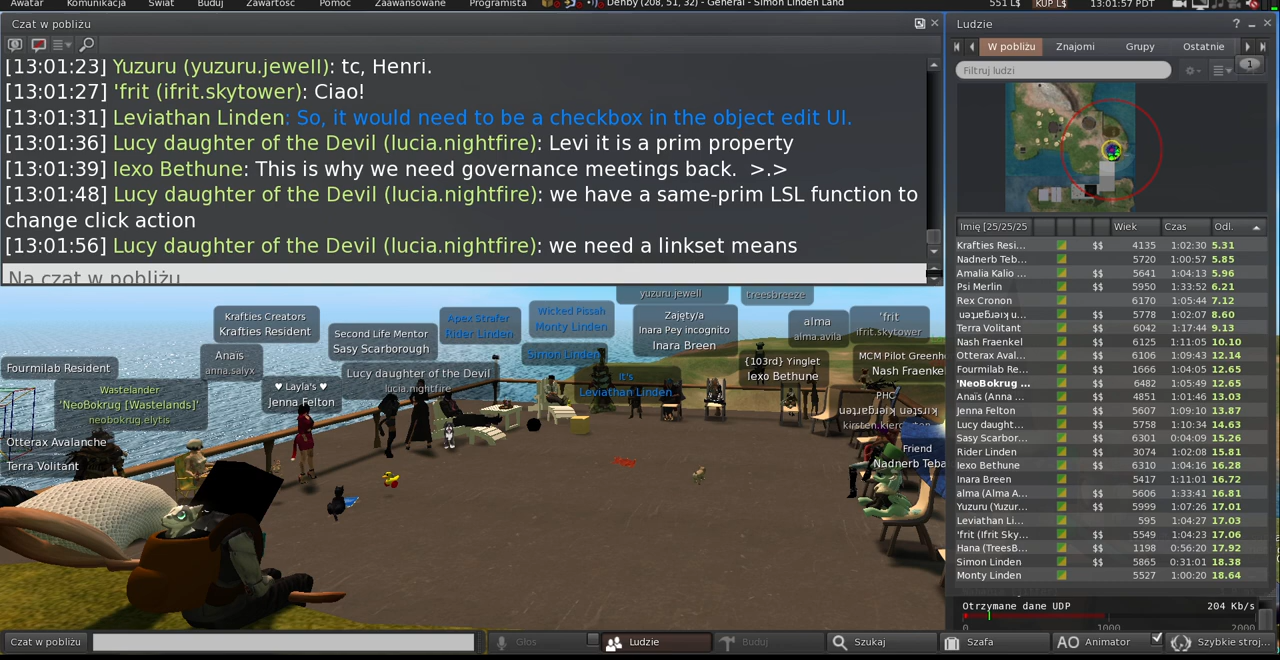 Awatar Komunikacja Świat Buduj Zawartość Pomoc Zaawansowane Programista Denby (208, 51, 32) - General - Simon Linden Land 551 L$ KUP L$ 13:01:57 PDT
Czat w pobliżu
[13:01:23] Yuzuru (yuzuru.jewell): tc, Henri.
[13:01:27] 'frit (ifrit.skytower): Ciao!
[13:01:31] Leviathan Linden: So, it would need to be a checkbox in the object edit UI.
[13:01:36] Lucy daughter of the Devil (lucia.nightfire): Levi it is a prim property
[13:01:39] Iexo Bethune: This is why we need governance meetings back. >.>
[13:01:48] Lucy daughter of the Devil (lucia.nightfire): we have a same-prim LSL function to
change click action
[13:01:56] Lucy daughter of the Devil (lucia.nightfire): we need a linkset means
Na czat w pobliżu
yuzuru.jewell
treesbreeze
Krafties Creators
Krafties Resident
Second Life Mentor
Sasy Scarborough
Apex Strafer
Rider Linden
Wicked Pissah
Monty Linden
Simon Linden
Zajęty/a
Inara Pey incognito
Inara Breen
alma
alma.avila
'frit
ifrit.skytower
Anaïs
anna.salyx
Fourmilab Resident
Lucy daughter of the Devil
lucia.nightfire
♥ Layla's ♥
Jenna Felton
It's
Leviathan Linden
{103rd} Yinglet
Iexo Bethune
MCM Pilot Greenh
Nash Fraenkel
Wastelander
'NeoBokrug [Wastelands]'
neobokrug.elytis
PHC
Otterax Avalanche
Terra Volitant
Friend
Nadnerb Teba
Ludzie
W pobliżu Znajomi Grupy Ostatnie
Filtruj ludzi
1
Imię [25/25/25 Wiek Czas Odl.
Krafties Resi... $$ 4135 1:02:30 5.31
Nadnerb Teb... 5720 1:00:57 5.85
Amalia Kalio ... $$ 5641 1:04:13 5.96
Psi Merlin $$ 5950 1:33:52 6.21
Rex Cronon 6170 1:05:44 7.12
$$ 5778 1:02:07 8.60
Terra Volitant 6042 1:17:44 9.13
Nash Fraenkel 6125 1:11:05 10.10
Otterax Aval... 6106 1:09:43 12.14
Fourmilab Re... $$ 1666 1:04:05 12.65
'NeoBokrug ... 6482 1:05:49 12.65
Anaïs (Anna ... $$ 4851 1:01:46 13.03
Jenna Felton $$ 5607 1:09:10 13.87
Lucy daught... $$ 5758 1:10:34 14.63
Sasy Scarbor... $$ 6301 0:04:09 15.26
Rider Linden $$ 3074 1:02:08 15.81
Iexo Bethune $$ 6310 1:04:16 16.28
Inara Breen 5417 1:11:01 16.72
alma (Alma A... $$ 5606 1:33:41 16.81
Yuzuru (Yuzur... $$ 5999 1:07:26 17.01
Leviathan Li... 595 1:04:27 17.03
'frit (Ifrit Sky... $$ 5549 1:04:23 17.06
Hana (TreesB... $$ 1198 0:56:20 17.92
Simon Linden $$ 5865 0:31:01 18.38
Monty Linden 5527 1:00:20 18.64
Otrzymane dane UDP 204 Kb/s
0 1000 2000
Czat w pobliżu Głos Ludzie Buduj Szukaj Szafa AO Animator Szybkie stroj...